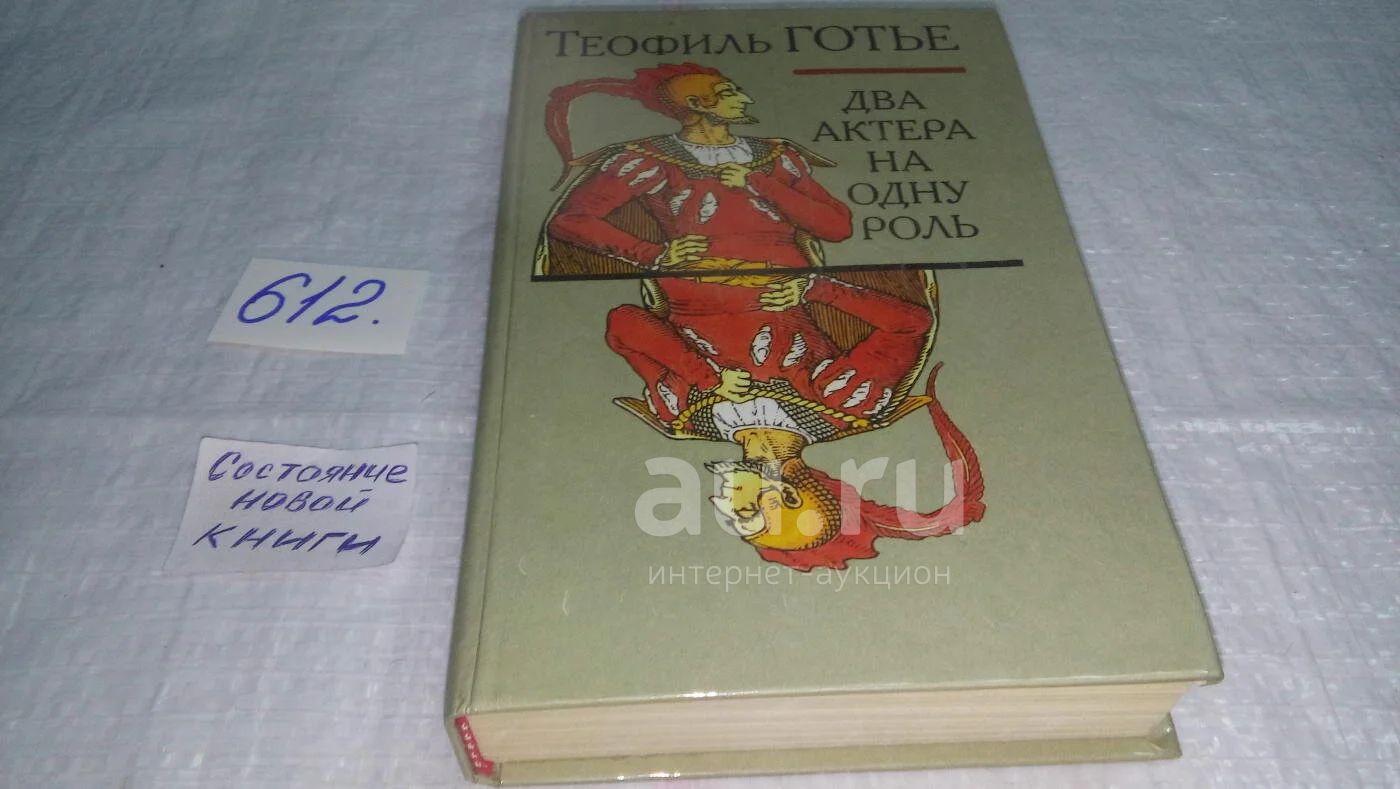 ТЕОФИЛЬ ГОТЬЕ
ДВА
АКТЕРА
НА
ОДНУ
РОЛЬ
612.
Состояние
новой
книги
au.ru
интернет-аукцион